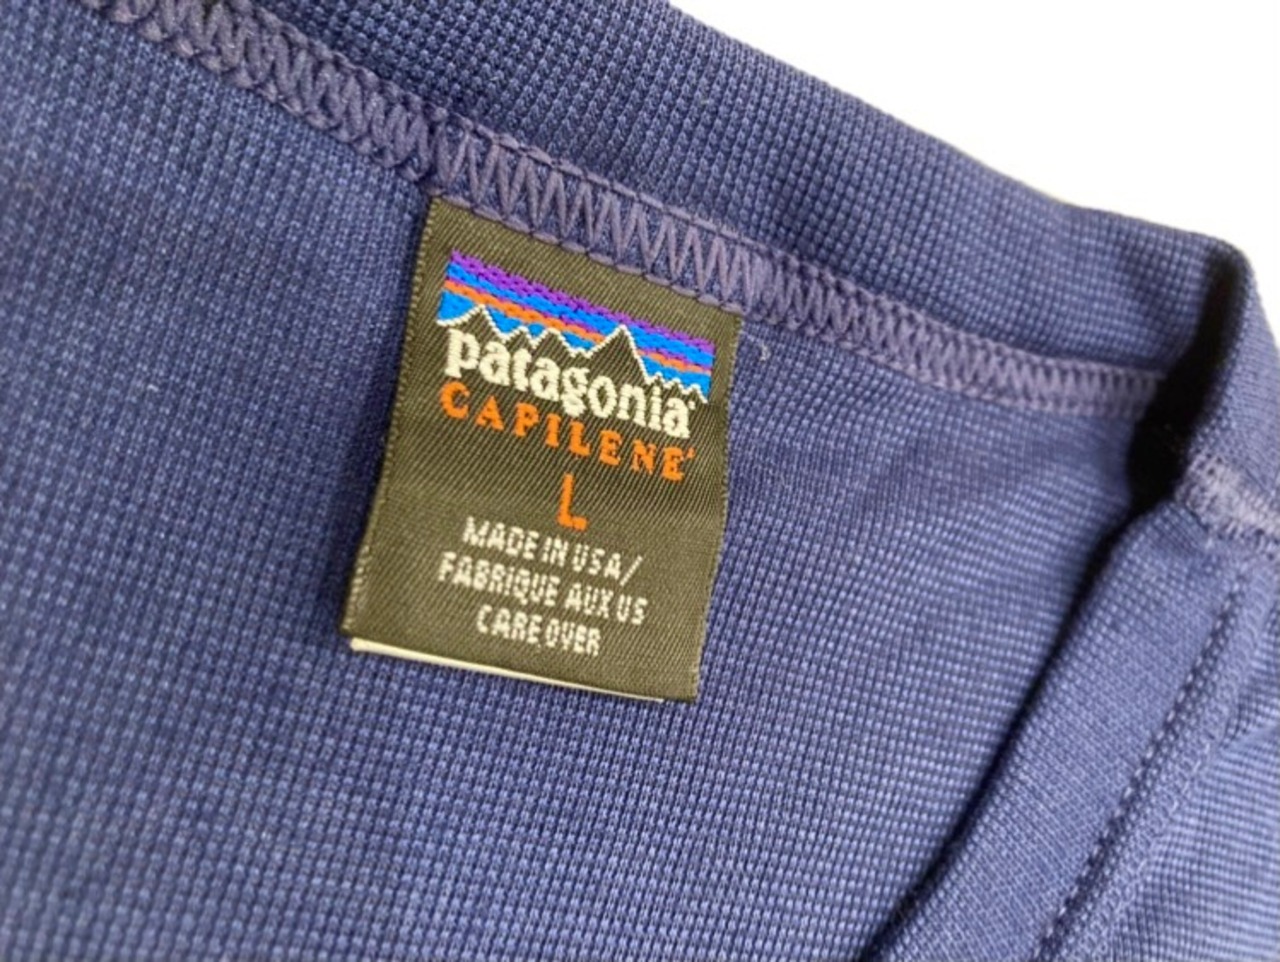 patagonia®
CAPILENE®
L
MADE IN USA/
FABRIQUE AUX US
CARE OVER